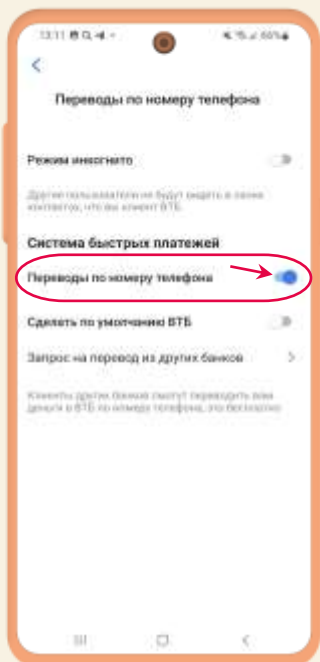 13:11
Переводы по номеру телефона
Режим инкогнито
Другие пользователи не будут видеть в своих
контактах, что вы клиент ВТБ
Система быстрых платежей
Переводы по номеру телефона
Сделать по умолчанию ВТБ
Запрос на перевод из других банков
Клиенты других банков смогут переводить вам
деньги в ВТБ по номеру телефона, это бесплатно